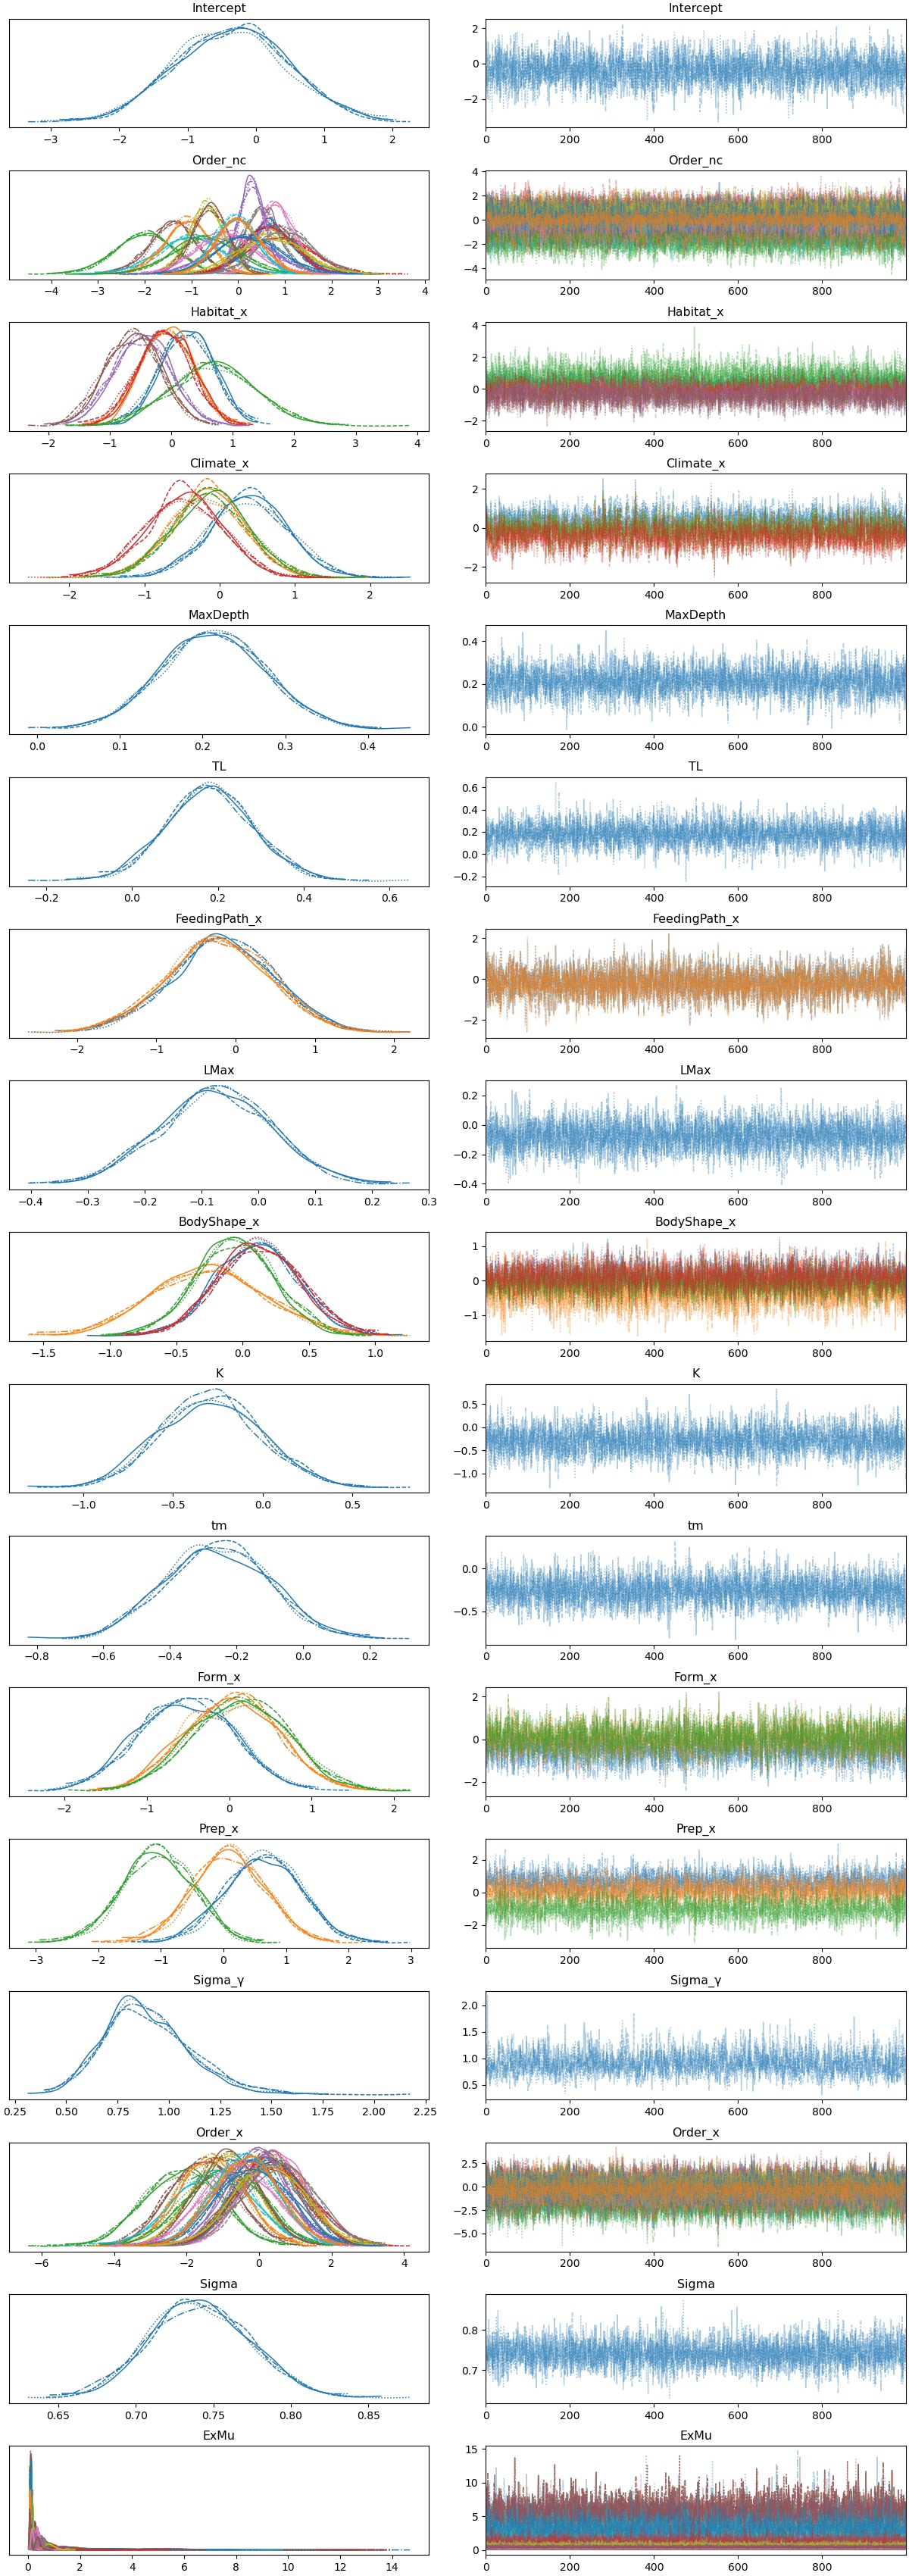 Intercept Intercept
2
0
−2
−3 −2 −1 0 1 2 0 200 400 600 800
Order_nc Order_nc
4
2
0
−2
−4
−4 −3 −2 −1 0 1 2 3 4 0 200 400 600 800
Habitat_x Habitat_x
4
2
0
−2
−2 −1 0 1 2 3 4 0 200 400 600 800
Climate_x Climate_x
2
0
−2
−2 −1 0 1 2 0 200 400 600 800
MaxDepth MaxDepth
0.4
0.2
0.0
0.0 0.1 0.2 0.3 0.4 0 200 400 600 800
TL TL
0.6
0.4
0.2
0.0
−0.2
−0.2 0.0 0.2 0.4 0.6 0 200 400 600 800
FeedingPath_x FeedingPath_x
2
0
−2
−2 −1 0 1 2 0 200 400 600 800
LMax LMax
0.2
0.0
−0.2
−0.4
−0.4 −0.3 −0.2 −0.1 0.0 0.1 0.2 0.3 0 200 400 600 800
BodyShape_x BodyShape_x
1
0
−1
−1.5 −1.0 −0.5 0.0 0.5 1.0 0 200 400 600 800
K K
0.5
0.0
−0.5
−1.0
−1.0 −0.5 0.0 0.5 0 200 400 600 800
tm tm
0.0
−0.5
−0.8 −0.6 −0.4 −0.2 0.0 0.2 0 200 400 600 800
Form_x Form_x
2
0
−2
−2 −1 0 1 2 0 200 400 600 800
Prep_x Prep_x
2
0
−2
−3 −2 −1 0 1 2 3 0 200 400 600 800
Sigma_γ Sigma_γ
2.0
1.5
1.0
0.5
0.25 0.50 0.75 1.00 1.25 1.50 1.75 2.00 2.25 0 200 400 600 800
Order_x Order_x
2.5
0.0
−2.5
−5.0
−6 −4 −2 0 2 4 0 200 400 600 800
Sigma Sigma
0.8
0.7
0.65 0.70 0.75 0.80 0.85 0 200 400 600 800
ExMu ExMu
15
10
5
0
0 2 4 6 8 10 12 14 0 200 400 600 800